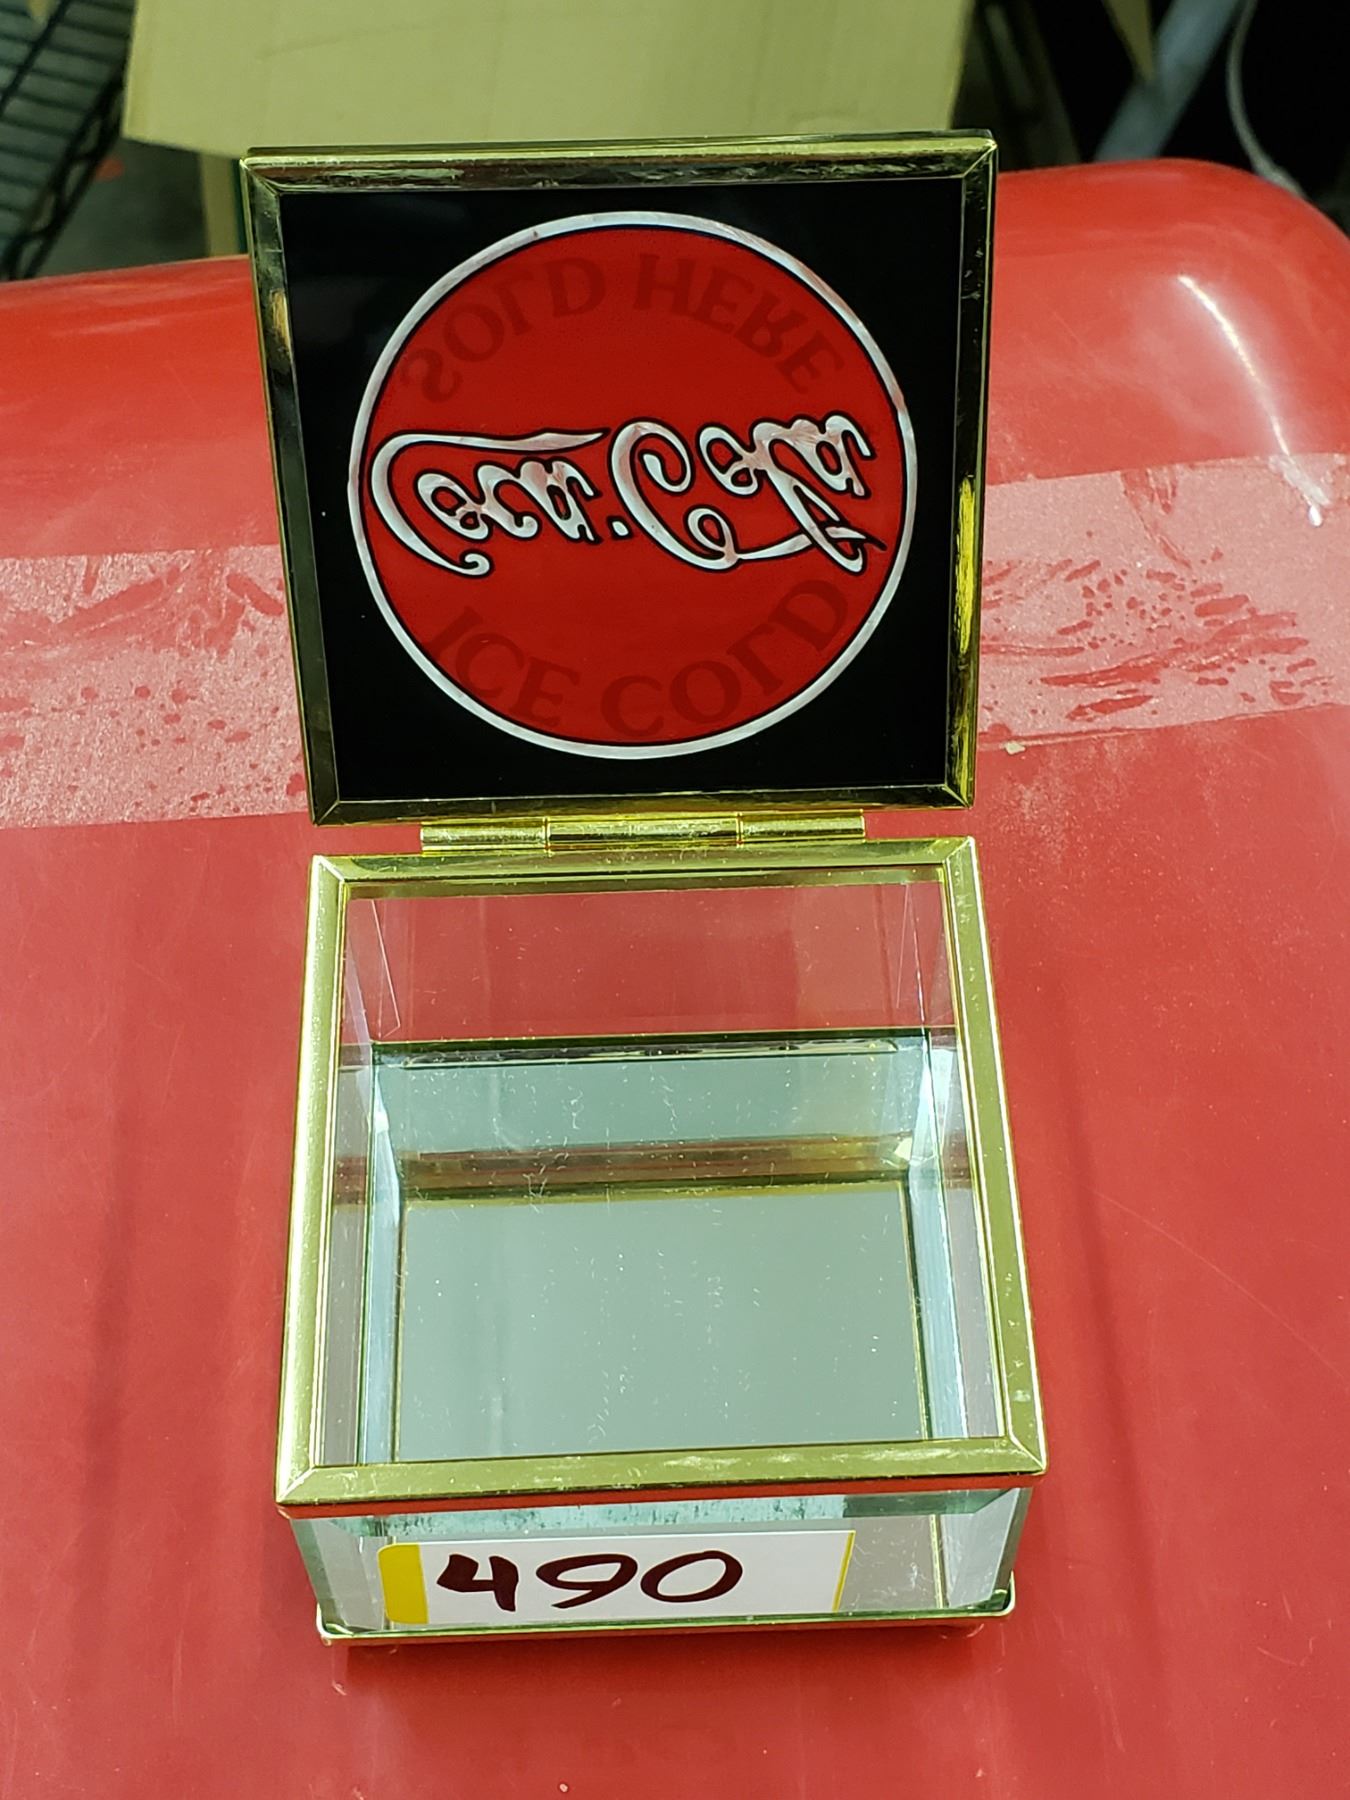 SOLD HERE
Coca-Cola
ICE COLD
490